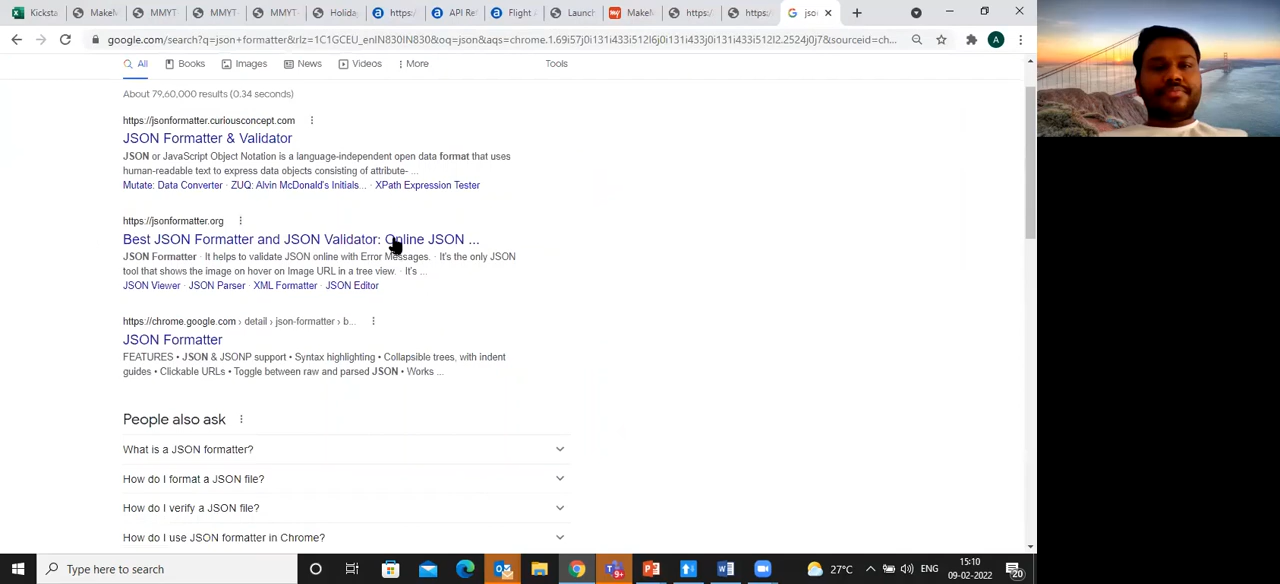 Kicksta
MakeM
MMYT
MMYT-
MMYT-
Holida
https:/
API Re
Flight A
Launc
MakeM
https:/
https:/
jso
google.com/search?q=json+formatter&rlz=1C1GCEU_enIN830IN830&oq=json&aqs=chrome.1.69i57j0i131i433i512l6j0i131i433j0i131i433i512l2.2524j0j7&sourceid=ch...
A
All Books Images News Videos More Tools
About 79,60,000 results (0.34 seconds)
https://jsonformatter.curiousconcept.com
JSON Formatter & Validator
JSON or JavaScript Object Notation is a language-independent open data format that uses
human-readable text to express data objects consisting of attribute- ...
Mutate: Data Converter · ZUQ: Alvin McDonald's Initials... · XPath Expression Tester
https://jsonformatter.org
Best JSON Formatter and JSON Validator: Online JSON ...
JSON Formatter · It helps to validate JSON online with Error Messages. · It's the only JSON
tool that shows the image on hover on Image URL in a tree view. · It's ...
JSON Viewer · JSON Parser · XML Formatter · JSON Editor
https://chrome.google.com › detail › json-formatter › b...
JSON Formatter
FEATURES • JSON & JSONP support • Syntax highlighting • Collapsible trees, with indent
guides • Clickable URLs • Toggle between raw and parsed JSON • Works ...
People also ask
What is a JSON formatter?
How do I format a JSON file?
How do I verify a JSON file?
How do I use JSON formatter in Chrome?
Type here to search
9+
27°C
ENG
15:10
09-02-2022
20